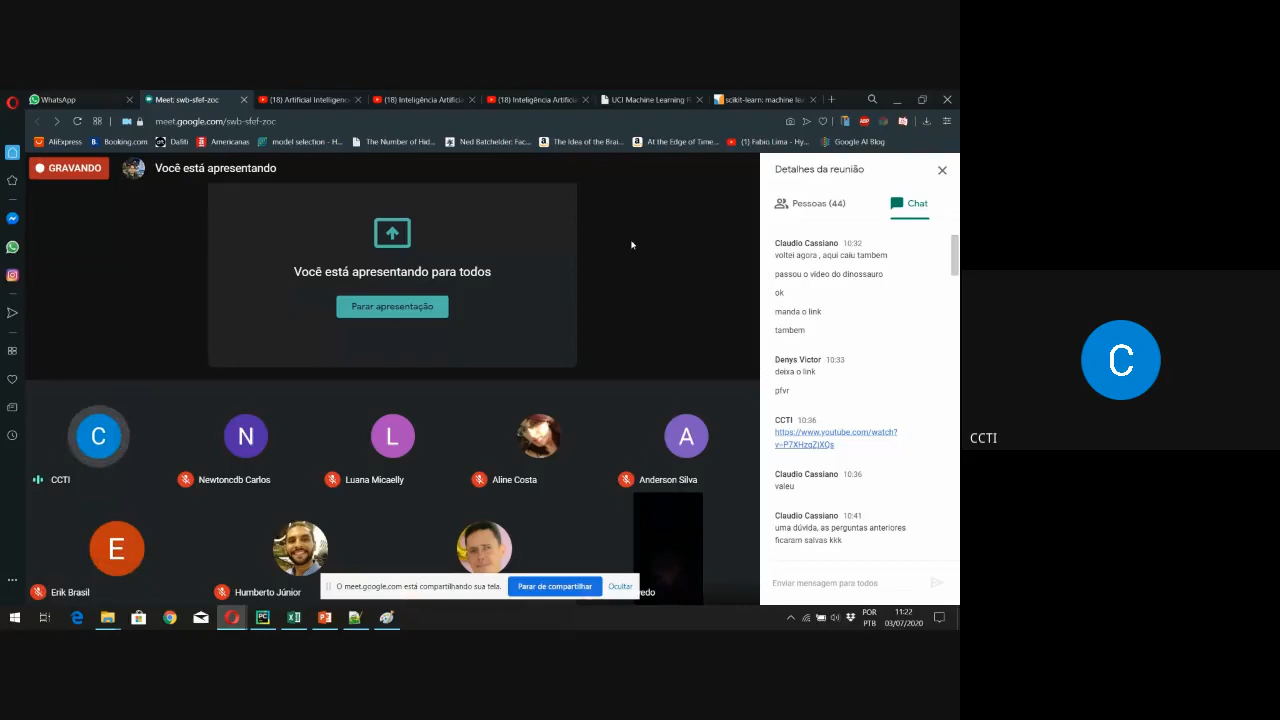 WhatsApp
Meet: swb-sfef-zoc
(18) Artificial Intelligenc
(18) Inteligência Artificia
(18) Inteligência Artificia
UCI Machine Learning R
scikit-learn: machine lea
meet.google.com/swb-sfef-zoc
AliExpress
Booking.com
Dafiti
Americanas
model selection - H...
The Number of Hid...
Ned Batchelder: Fac...
The Idea of the Brai...
At the Edge of Time...
(1) Fabio Lima - Hy...
Google AI Blog
GRAVANDO
Você está apresentando
Detalhes da reunião
Pessoas (44)
Chat
Você está apresentando para todos
Parar apresentação
Claudio Cassiano 10:32
voltei agora , aqui caiu tambem
passou o video do dinossauro
ok
manda o link
tambem
Denys Victor 10:33
deixa o link
pfvr
CCTI 10:36
https://www.youtube.com/watch?
v=P7XHzqZjXQs
Claudio Cassiano 10:36
valeu
Claudio Cassiano 10:41
uma dúvida, as perguntas anteriores
ficaram salvas kkk
Enviar mensagem para todos
C
N
L
A
CCTI
Newtoncdb Carlos
Luana Micaelly
Aline Costa
Anderson Silva
E
Erik Brasil
Humberto Júnior
O meet.google.com está compartilhando sua tela.
Parar de compartilhar
Ocultar
POR
PTB
11:22
03/07/2020
C
CCTI